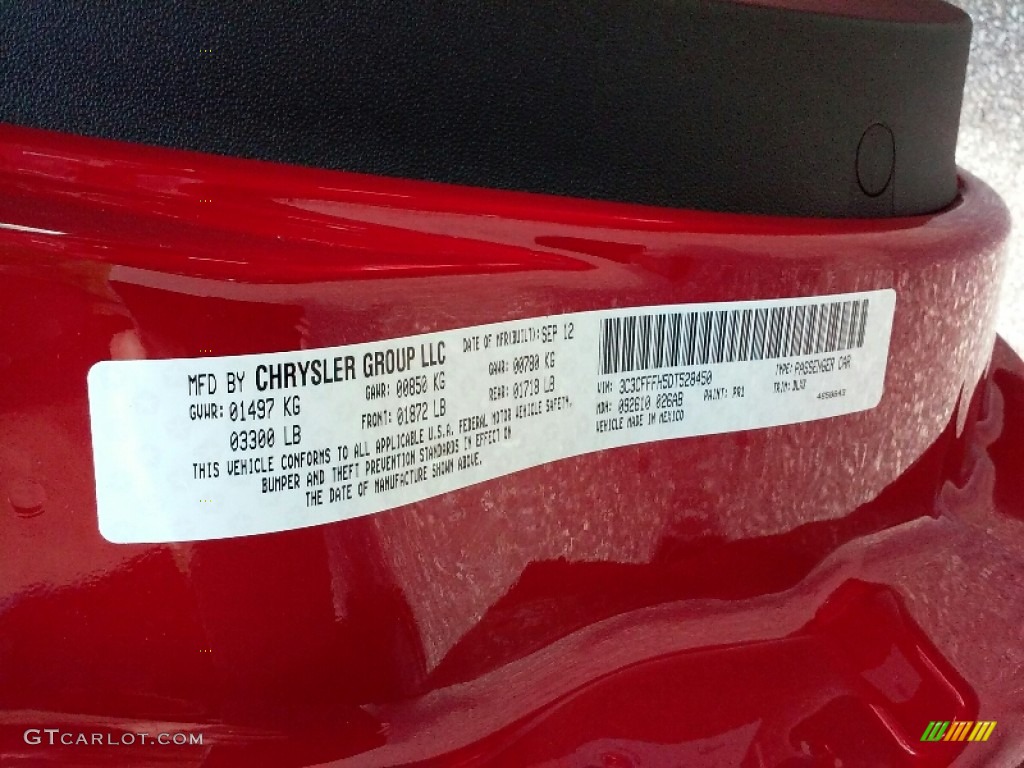 MFD BY CHRYSLER GROUP LLC
DATE OF MFR(BUILT): SEP 12
GVWR: 01497 KG
GAWR: 00850 KG
GAWR: 00780 KG
03300 LB
FRONT: 01872 LB
REAR: 01718 LB
THIS VEHICLE CONFORMS TO ALL APPLICABLE U.S.A. FEDERAL MOTOR VEHICLE SAFETY,
BUMPER AND THEFT PREVENTION STANDARDS IN EFFECT ON
THE DATE OF MANUFACTURE SHOWN ABOVE.
VIN: 3C3CFFFH5DT528450
TYPE: PASSENGER CAR
MDH: 092610 026AB
PAINT: PR1
TRIM:
VEHICLE MADE IN MEXICO
GTCARLOT.COM